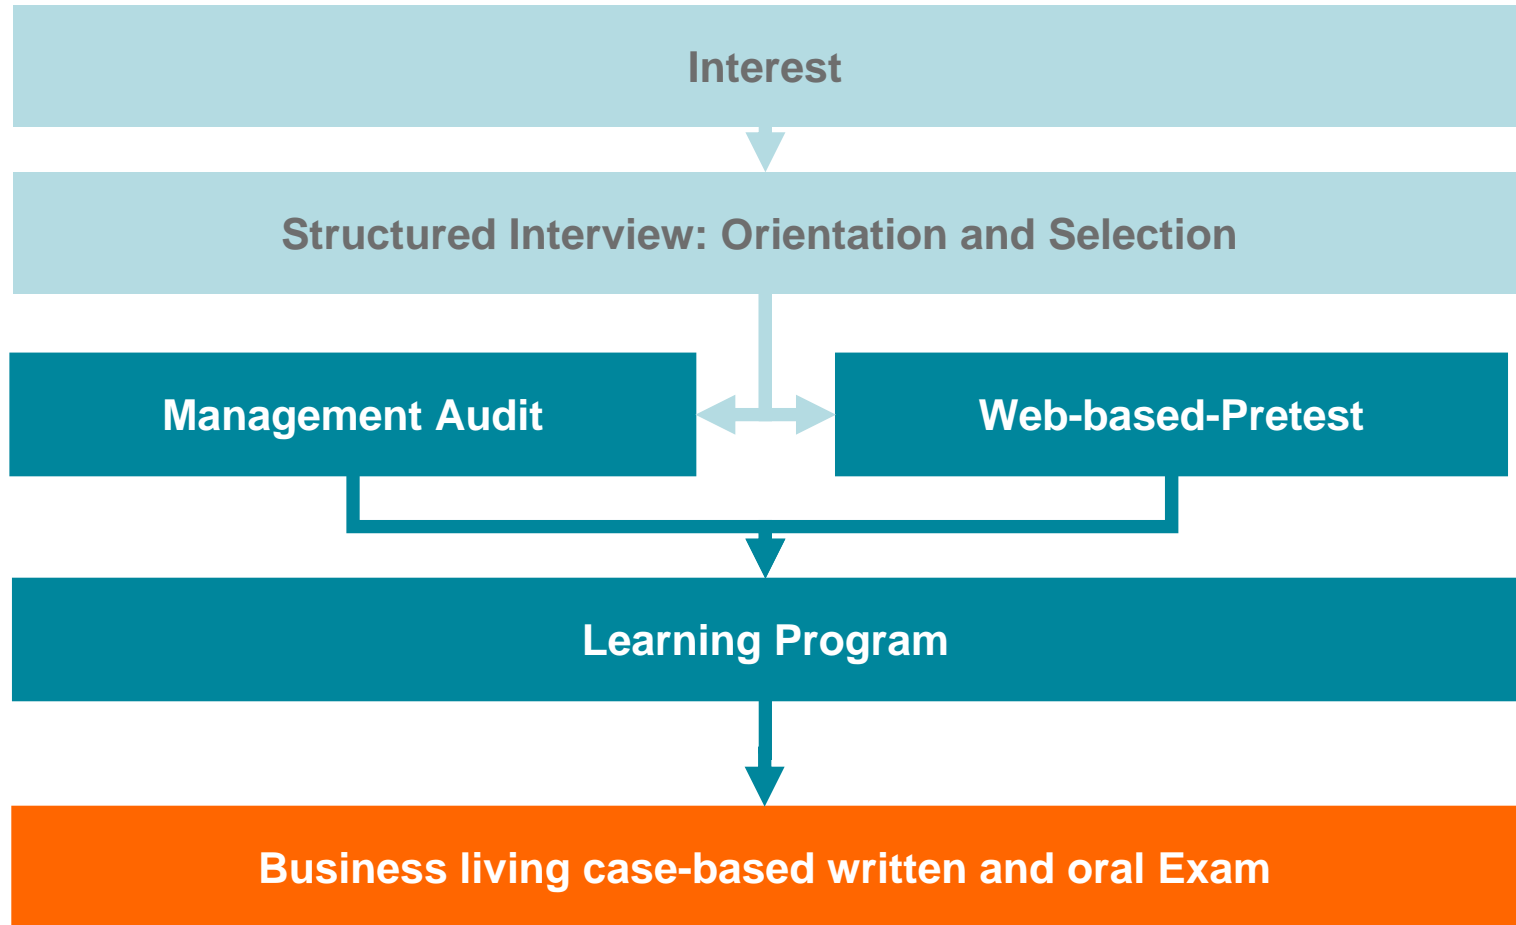 Interest
Structured Interview: Orientation and Selection
Management Audit
Web-based-Pretest
Learning Program
Business living case-based written and oral Exam